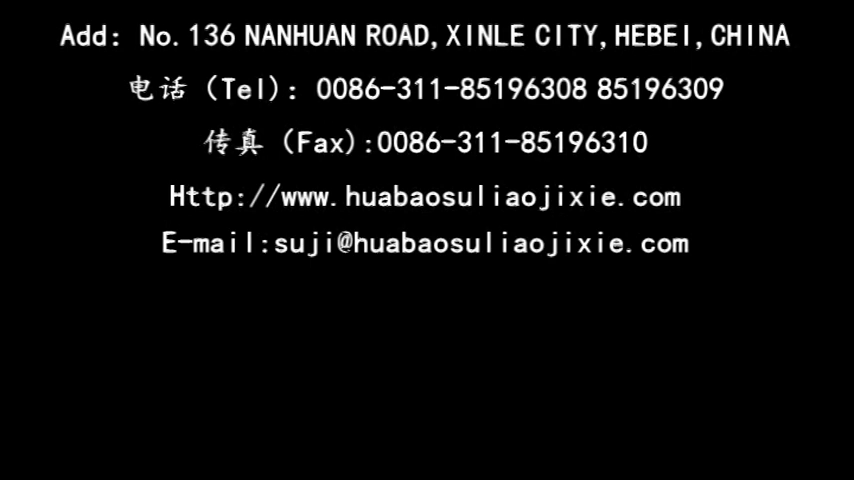 Add: No.136 NANHUAN ROAD,XINLE CITY,HEBEI,CHINA
电话 (Tel): 0086-311-85196308 85196309
传真 (Fax):0086-311-85196310
Http://www.huabaosuliaojixie.com
E-mail:suji@huabaosuliaojixie.com